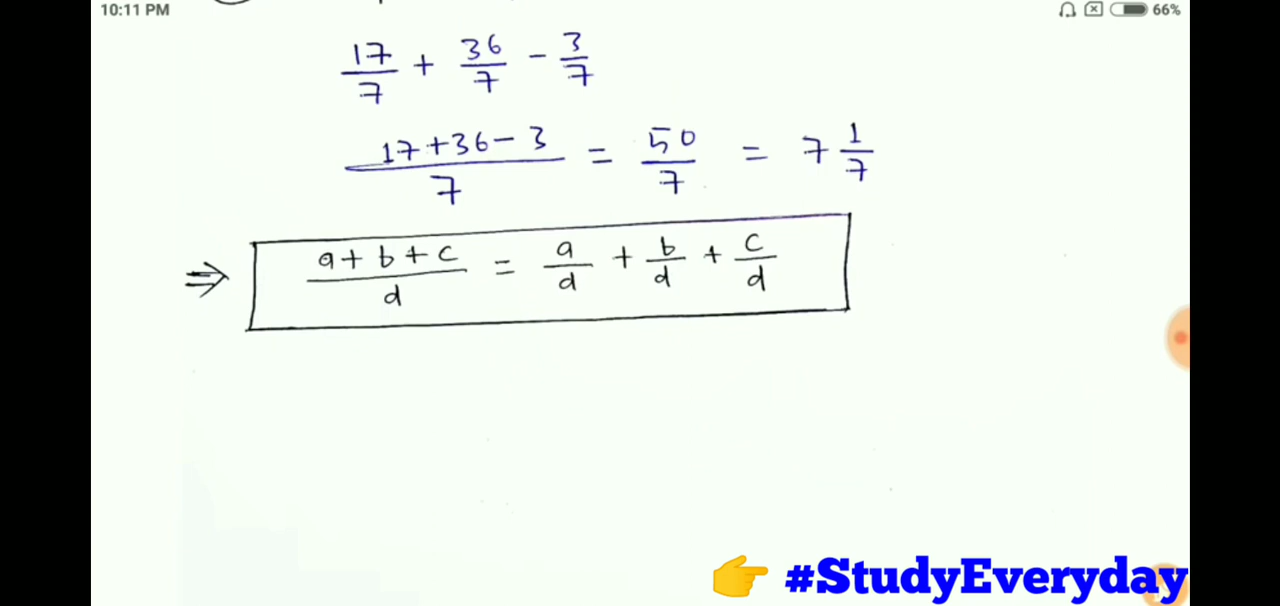 10:11 PM 66%
17/7 + 36/7 - 3/7
17+36-3/7 = 50/7 = 7 1/7
⇒ a+b+c/d = a/d + b/d + c/d
👉 #StudyEveryday